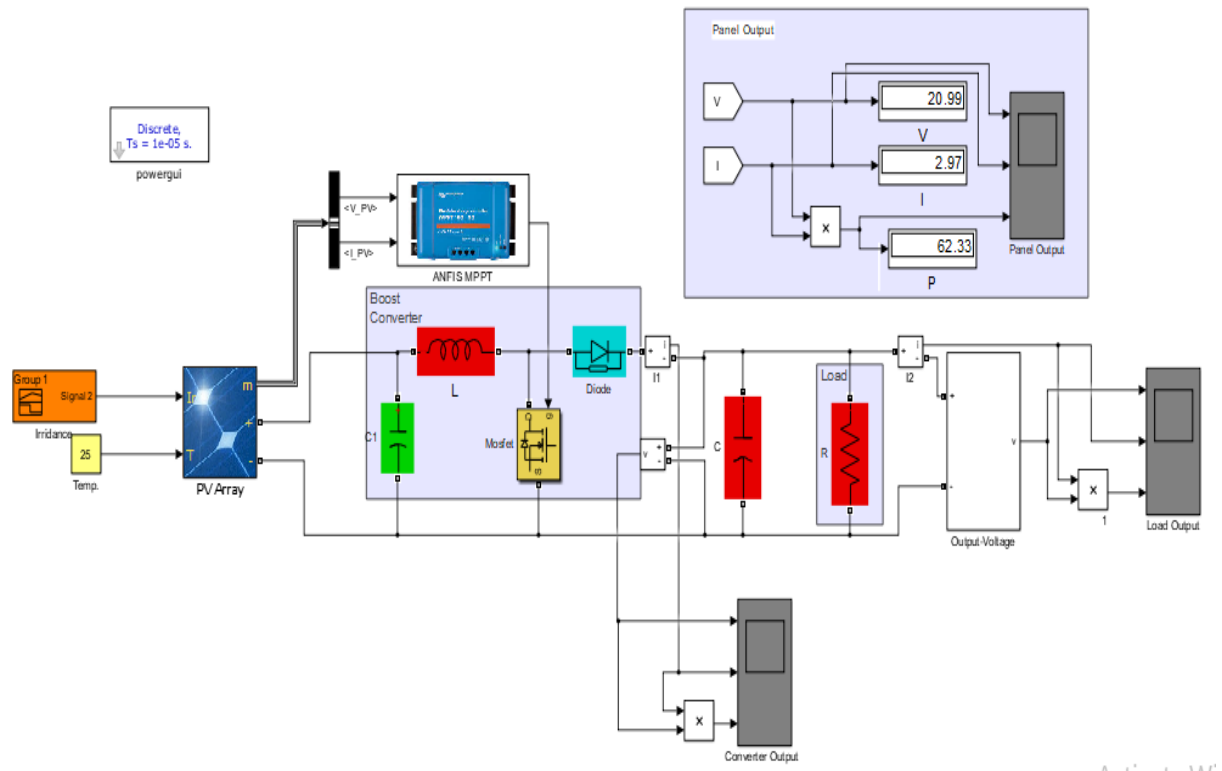 Panel Output
V
20.99
V
I
2.97
I
×
62.33
P
Panel Output
Discrete,
Ts = 1e-05 s.
powergui
<V_PV>
<I_PV>
ANFIS MPPT
Boost
Converter
L
Diode
C1
Mosfet
g
S
I1
+
-
i
v
+
-
C
Load
R
I2
+
-
i
+
-
v
Output-Voltage
×
1
Load Output
Group 1
Signal 2
Irridance
25
Temp.
Ir
T
m
+
-
PV Array
×
Converter Output